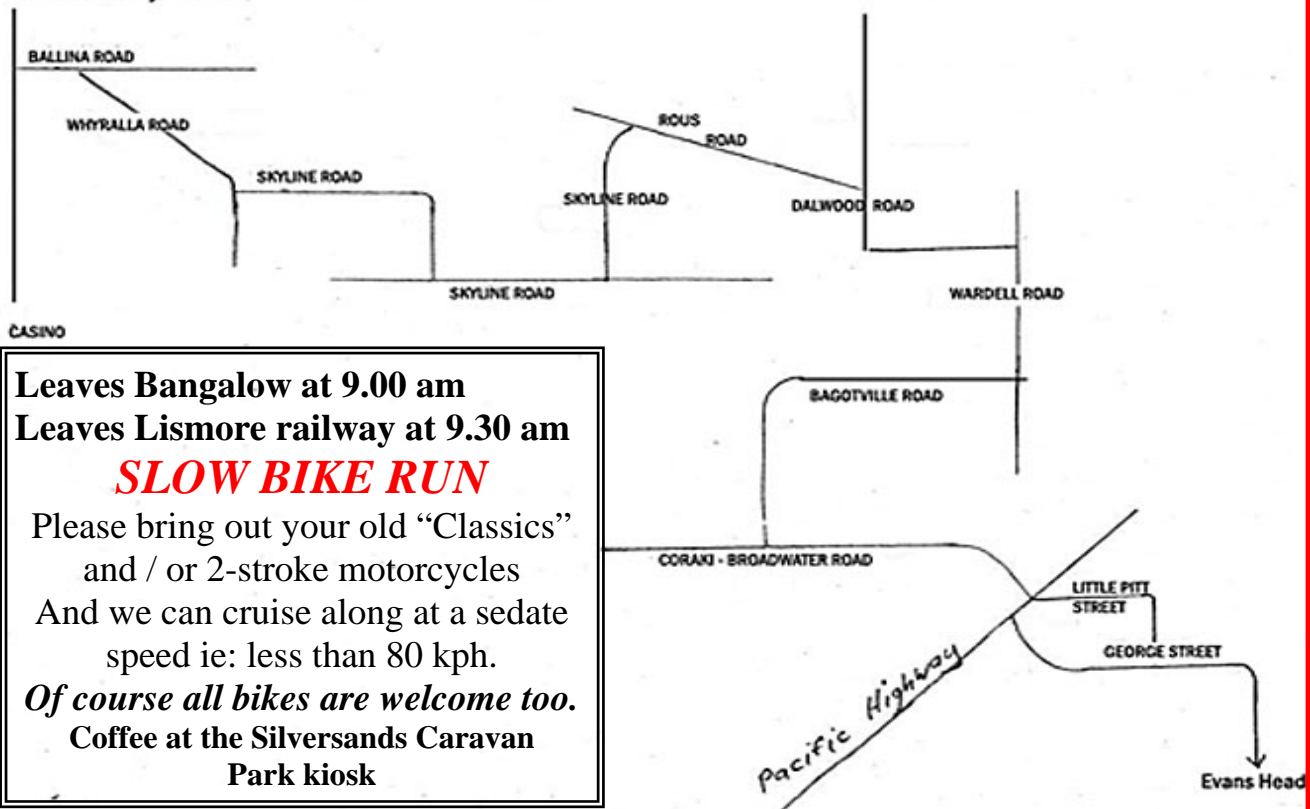 BALLINA ROAD
WHYRALLA ROAD
ROUS
ROAD
SKYLINE ROAD
SKYLINE ROAD
DALWOOD ROAD
SKYLINE ROAD
WARDELL ROAD
CASINO
Leaves Bangalow at 9.00 am
Leaves Lismore railway at 9.30 am
SLOW BIKE RUN
Please bring out your old “Classics”
and / or 2-stroke motorcycles
And we can cruise along at a sedate
speed ie: less than 80 kph.
Of course all bikes are welcome too.
Coffee at the Silversands Caravan
Park kiosk
BAGOTVILLE ROAD
CORAKI - BROADWATER ROAD
LITTLE PITT
STREET
GEORGE STREET
Pacific Highway
Evans Head